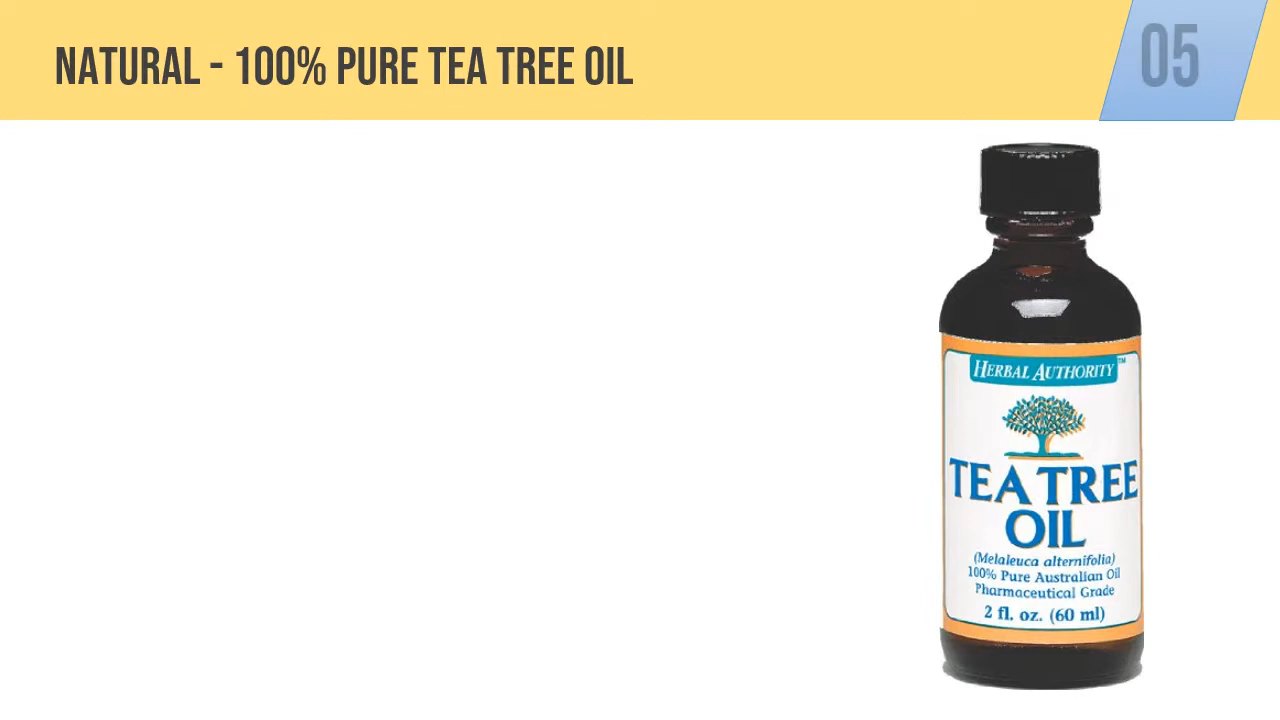 NATURAL - 100% PURE TEA TREE OIL
05
HERBAL AUTHORITY™
TEA TREE
OIL
(Melaleuca alternifolia)
100% Pure Australian Oil
Pharmaceutical Grade
2 fl. oz. (60 ml)